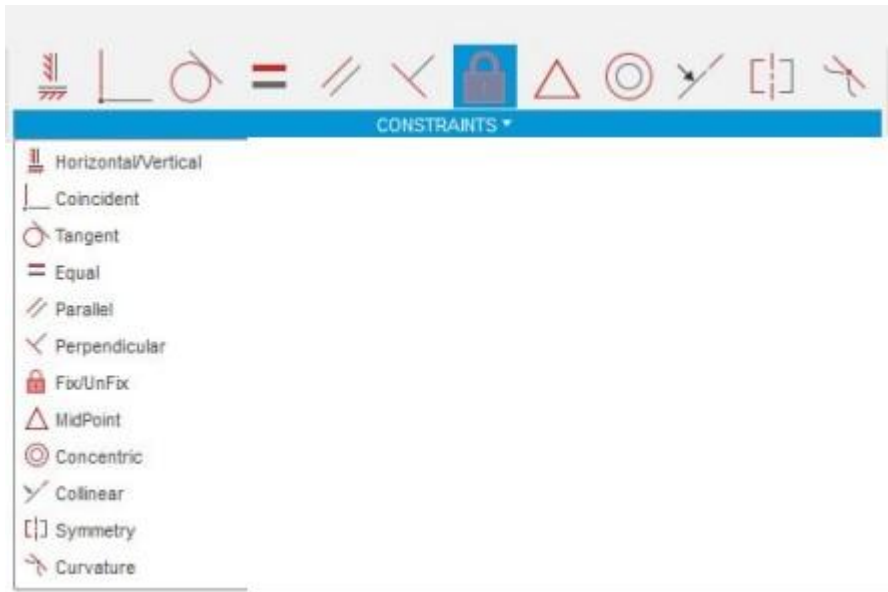 CONSTRAINTS
Horizontal/Vertical
Coincident
Tangent
Equal
Parallel
Perpendicular
Fix/UnFix
MidPoint
Concentric
Collinear
Symmetry
Curvature